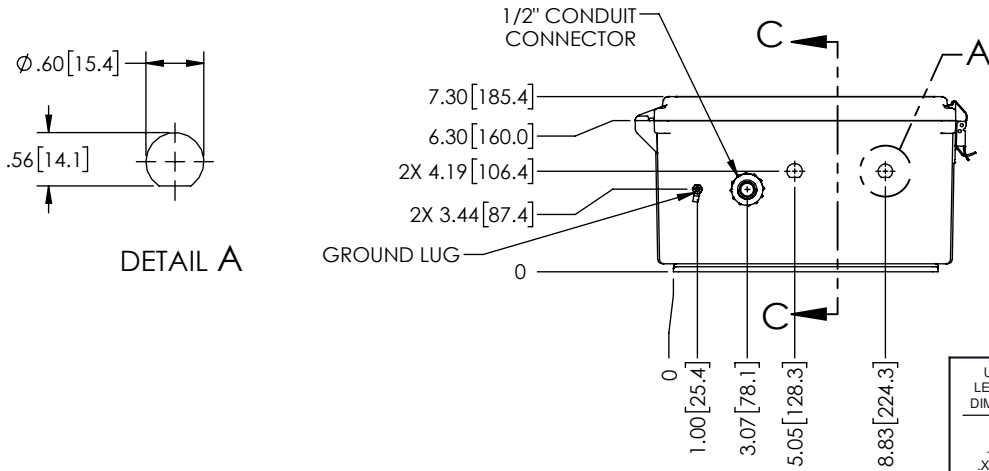 Ø.60[15.4]
.56[14.1]
DETAIL A
1/2" CONDUIT
CONNECTOR
C
A
7.30[185.4]
6.30[160.0]
2X 4.19[106.4]
2X 3.44[87.4]
GROUND LUG
0
C
0
1.00[25.4]
3.07[78.1]
5.05[128.3]
8.83[224.3]
U
LE
DIM
.X